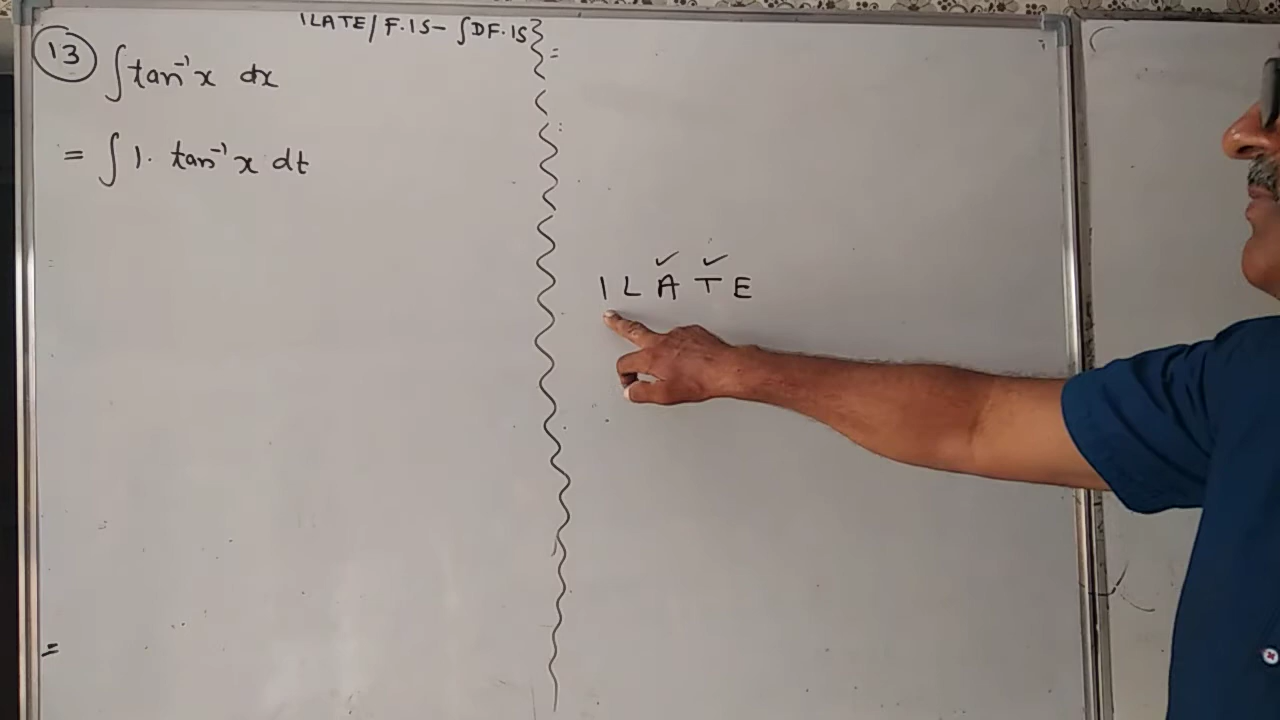 ILATE/F.IS-∫DF.IS}
13 ∫tan⁻¹x dx
= ∫1. tan⁻¹x dt
ILATE
=